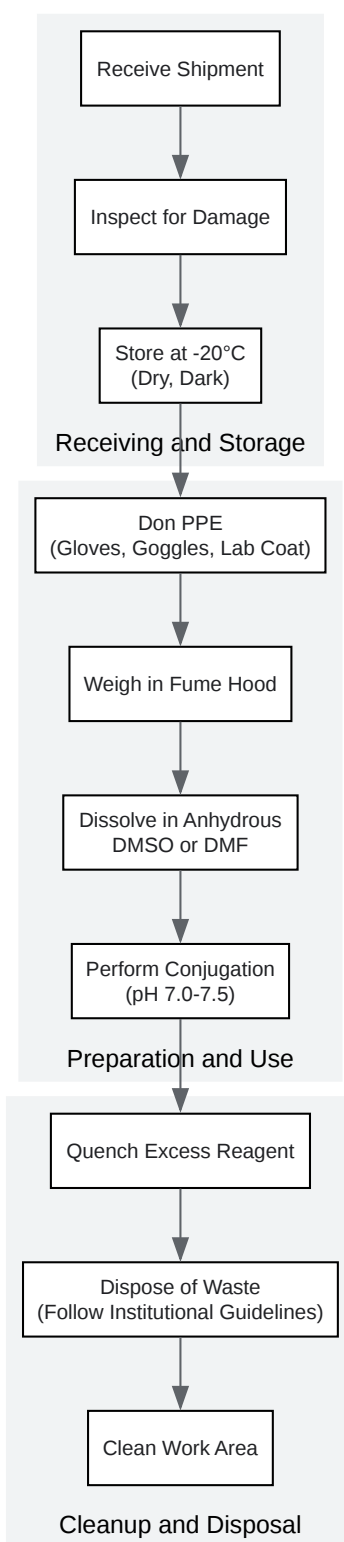 Receive Shipment
Inspect for Damage
Store at -20°C
(Dry, Dark)
Receiving and Storage
Don PPE
(Gloves, Goggles, Lab Coat)
Weigh in Fume Hood
Dissolve in Anhydrous
DMSO or DMF
Perform Conjugation
(pH 7.0-7.5)
Preparation and Use
Quench Excess Reagent
Dispose of Waste
(Follow Institutional Guidelines)
Clean Work Area
Cleanup and Disposal